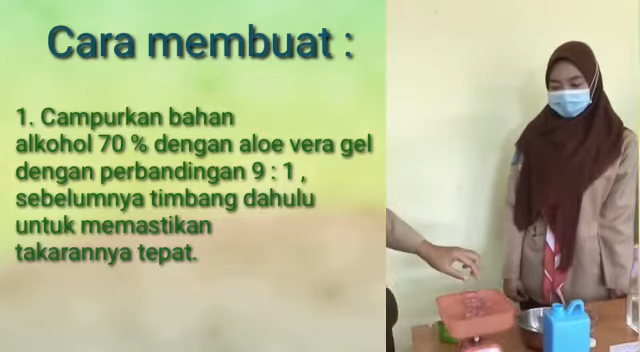 Cara membuat :
1. Campurkan bahan
alkohol 70 % dengan aloe vera gel
dengan perbandingan 9 : 1 ,
sebelumnya timbang dahulu
untuk memastikan
takarannya tepat.